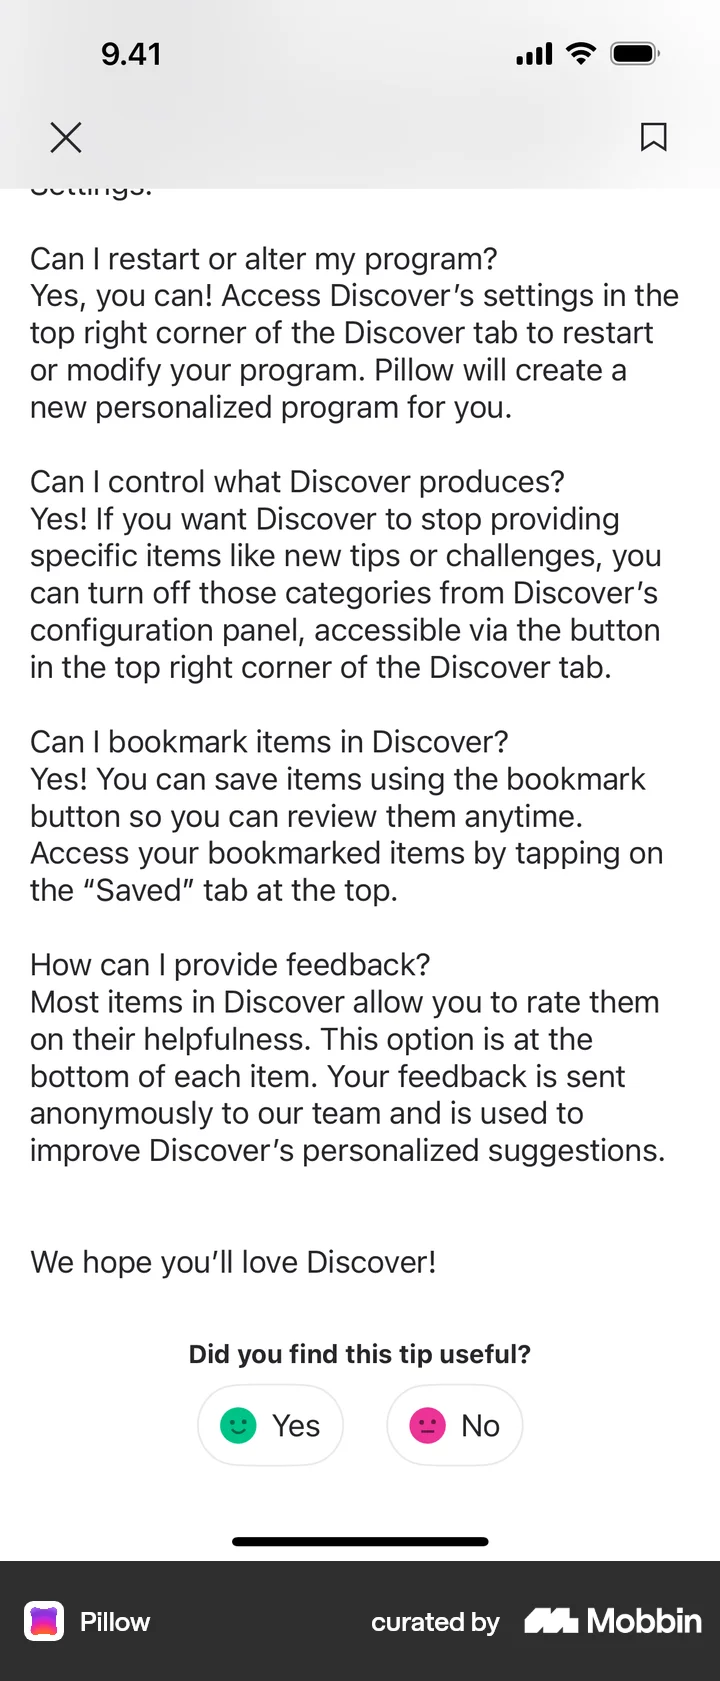 9.41
Settings.
Can I restart or alter my program?
Yes, you can! Access Discover’s settings in the
top right corner of the Discover tab to restart
or modify your program. Pillow will create a
new personalized program for you.
Can I control what Discover produces?
Yes! If you want Discover to stop providing
specific items like new tips or challenges, you
can turn off those categories from Discover’s
configuration panel, accessible via the button
in the top right corner of the Discover tab.
Can I bookmark items in Discover?
Yes! You can save items using the bookmark
button so you can review them anytime.
Access your bookmarked items by tapping on
the “Saved” tab at the top.
How can I provide feedback?
Most items in Discover allow you to rate them
on their helpfulness. This option is at the
bottom of each item. Your feedback is sent
anonymously to our team and is used to
improve Discover’s personalized suggestions.
We hope you’ll love Discover!
Did you find this tip useful?
Yes
No
Pillow
curated by Mobbin